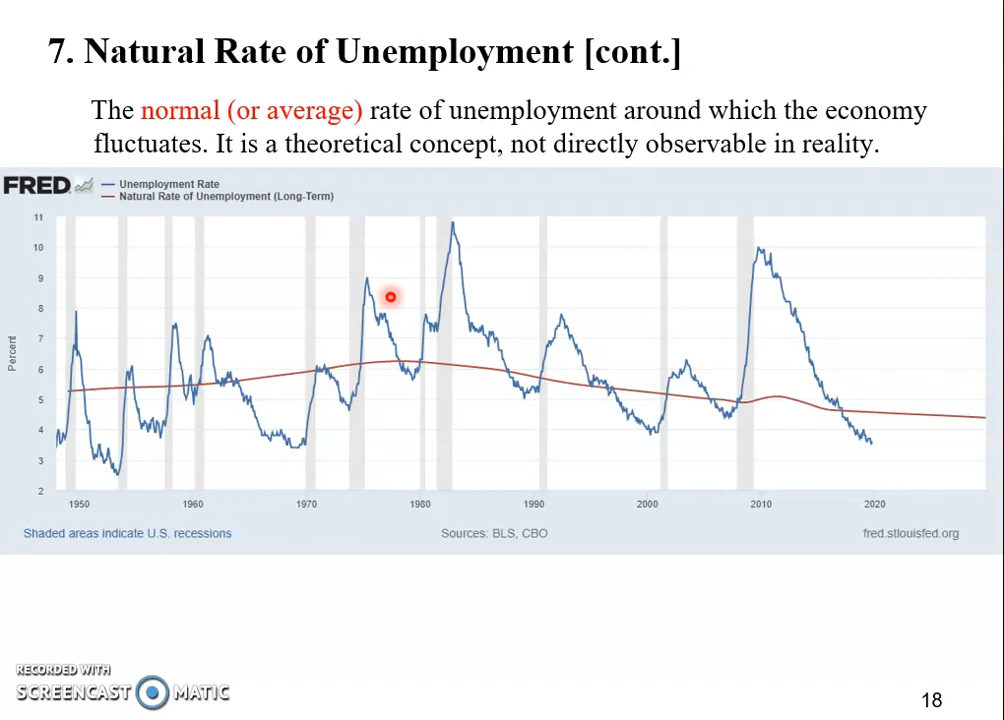 7. Natural Rate of Unemployment [cont.]
The normal (or average) rate of unemployment around which the economy
fluctuates. It is a theoretical concept, not directly observable in reality.
FRED
Unemployment Rate
Natural Rate of Unemployment (Long-Term)
Percent
11
10
9
8
7
6
5
4
3
2
1950 1960 1970 1980 1990 2000 2010 2020
Shaded areas indicate U.S. recessions Sources: BLS, CBO fred.stlouisfed.org
RECORDED WITH
SCREENCAST MATIC
18